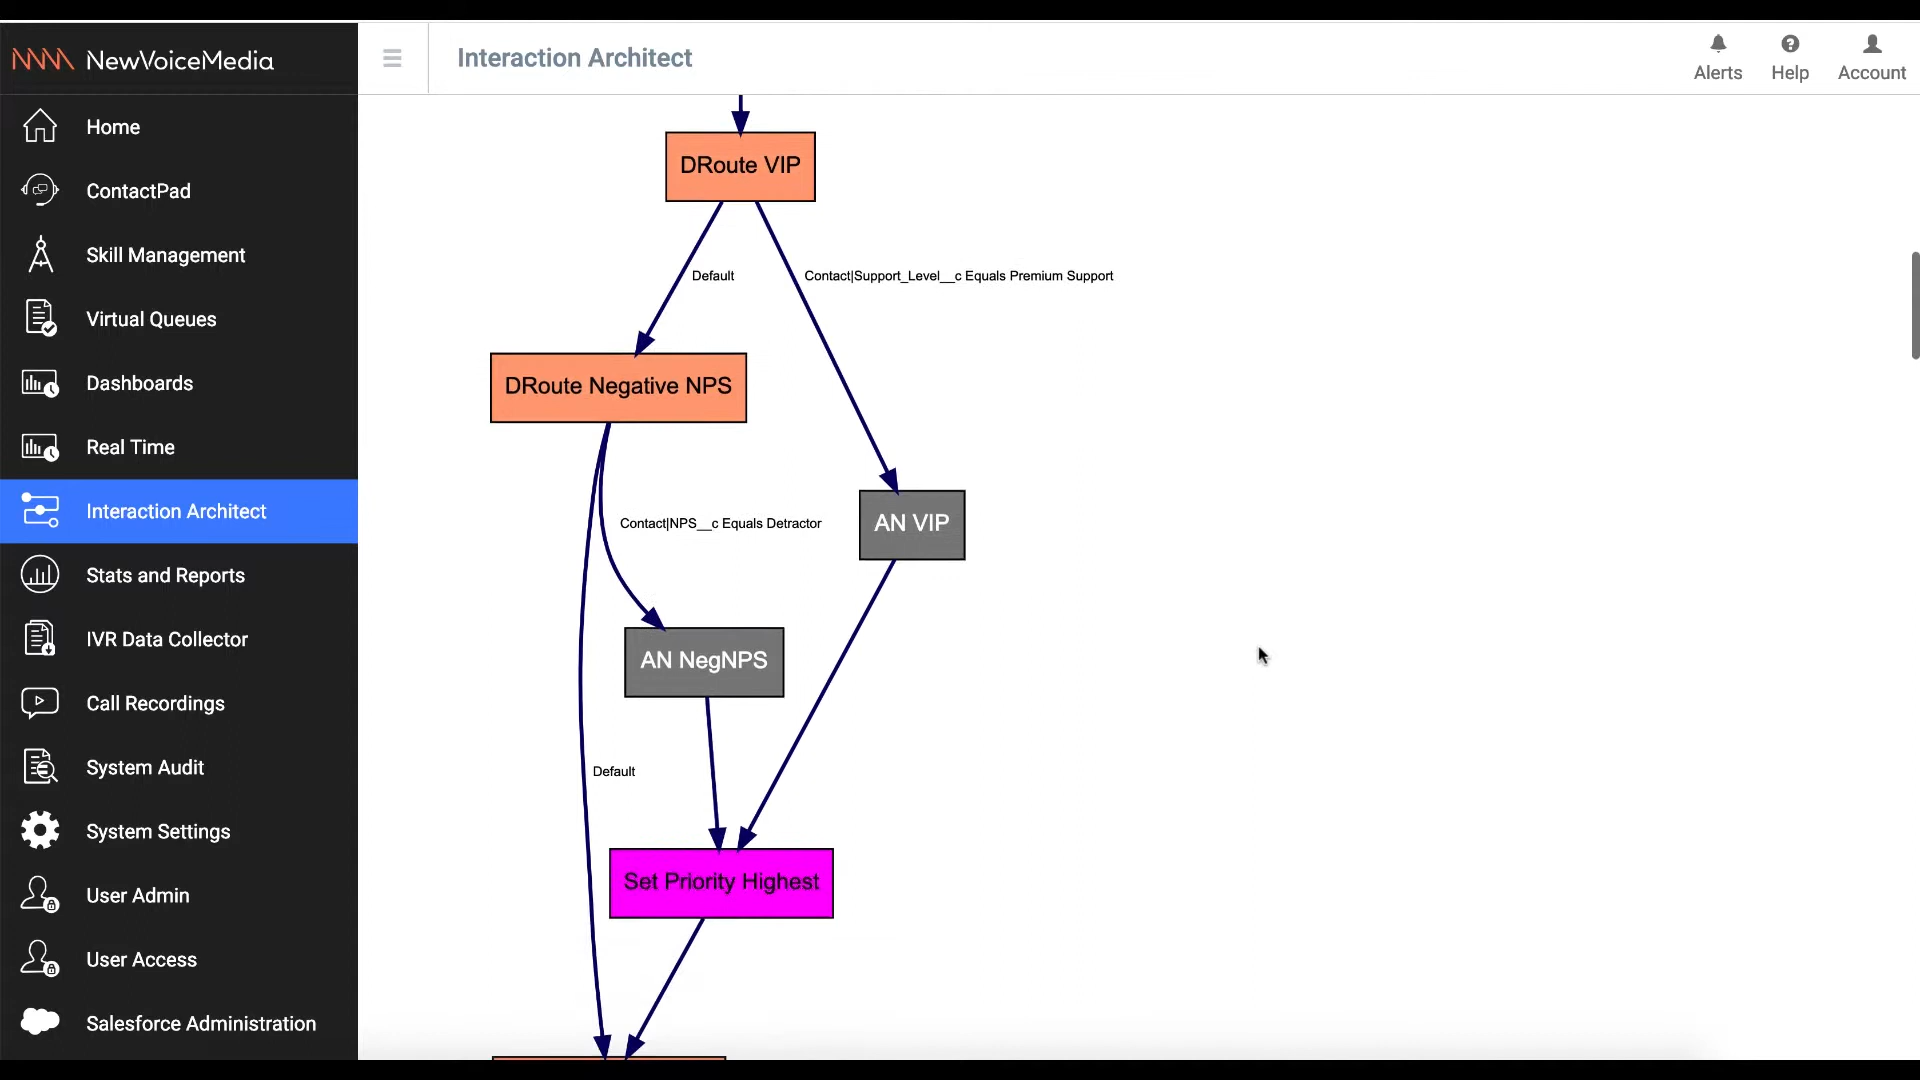 NewVoiceMedia
Interaction Architect
Alerts
Help
Account
Home
ContactPad
Skill Management
Virtual Queues
Dashboards
Real Time
Interaction Architect
Stats and Reports
IVR Data Collector
Call Recordings
System Audit
System Settings
User Admin
User Access
Salesforce Administration
DRoute VIP
Default
Contact|Support_Level__c Equals Premium Support
DRoute Negative NPS
Contact|NPS__c Equals Detractor
AN VIP
AN NegNPS
Default
Set Priority Highest